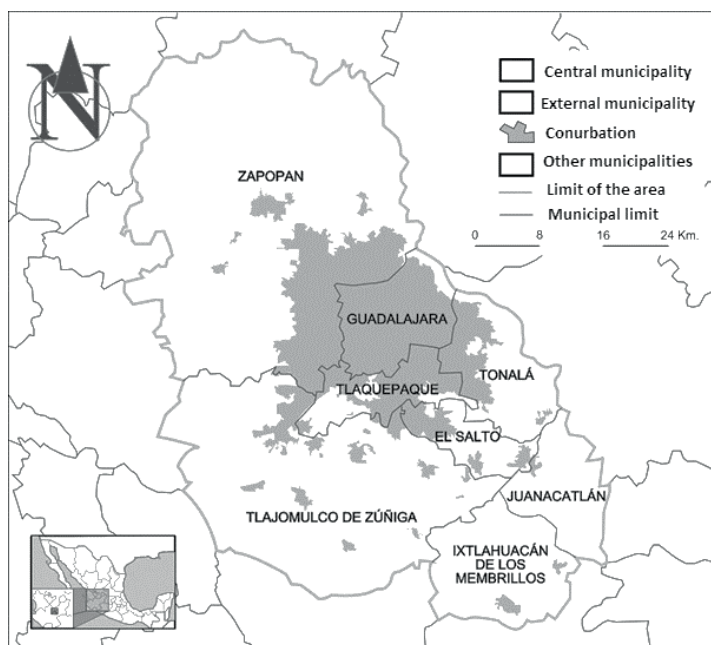 N
Central municipality
External municipality
Conurbation
Other municipalities
Limit of the area
Municipal limit
0 8 16 24 Km.
ZAPOPAN
GUADALAJARA
TONALÁ
TLAQUEPAQUE
EL SALTO
JUANACATLÁN
TLAJOMULCO DE ZÚÑIGA
IXTLAHUACÁN
DE LOS
MEMBRILLOS